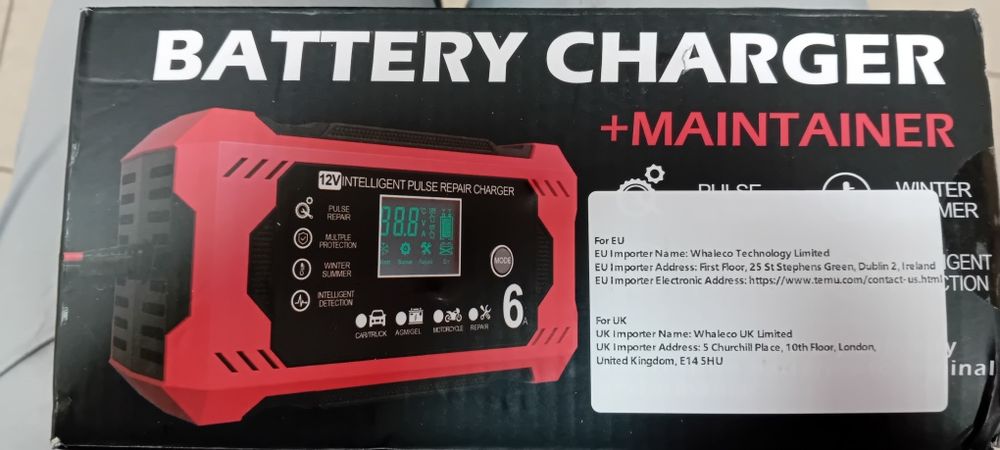 BATTERY CHARGER
+MAINTAINER
12V INTELLIGENT PULSE REPAIR CHARGER
PULSE
REPAIR
MULTPLE
PROTECTION
WINTER
SUMMER
INTELLIGENT
DETECTION
MODE
6A
CAR/TRUCK
AGM/GEL
MOTORCYCLE
REPAIR
PULSE
WINTER
For EU
EU Importer Name: Whaleco Technology Limited
EU Importer Address: First Floor, 25 St Stephens Green, Dublin 2, Ireland
EU Importer Electronic Address: https://www.temu.com/contact-us.html
For UK
UK Importer Name: Whaleco UK Limited
UK Importer Address: 5 Churchill Place, 10th Floor, London,
United Kingdom, E14 5HU